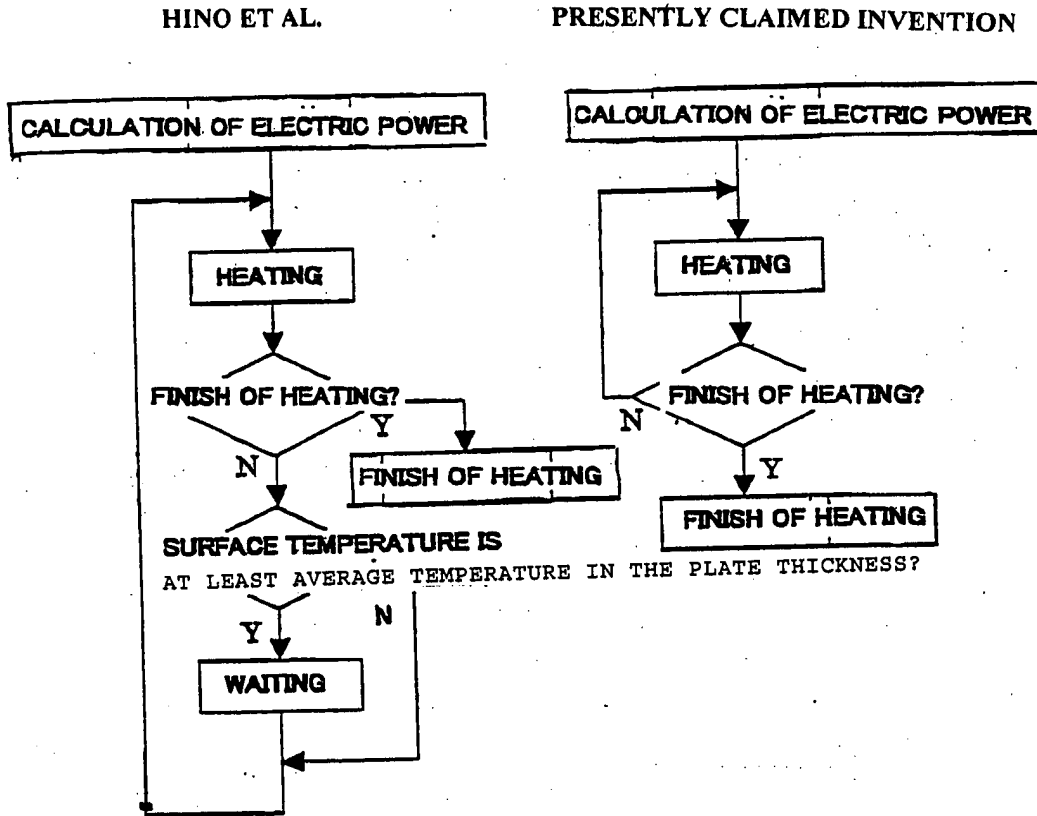 HINO ET AL.
CALCULATION OF ELECTRIC POWER
HEATING
FINISH OF HEATING?
Y
N
FINISH OF HEATING
SURFACE TEMPERATURE IS
AT LEAST AVERAGE TEMPERATURE IN THE PLATE THICKNESS?
N
Y
WAITING
PRESENTLY CLAIMED INVENTION
CALOULATION OF ELECTRIC POWER
HEATING
FINISH OF HEATING?
N
Y
FINISH OF HEATING